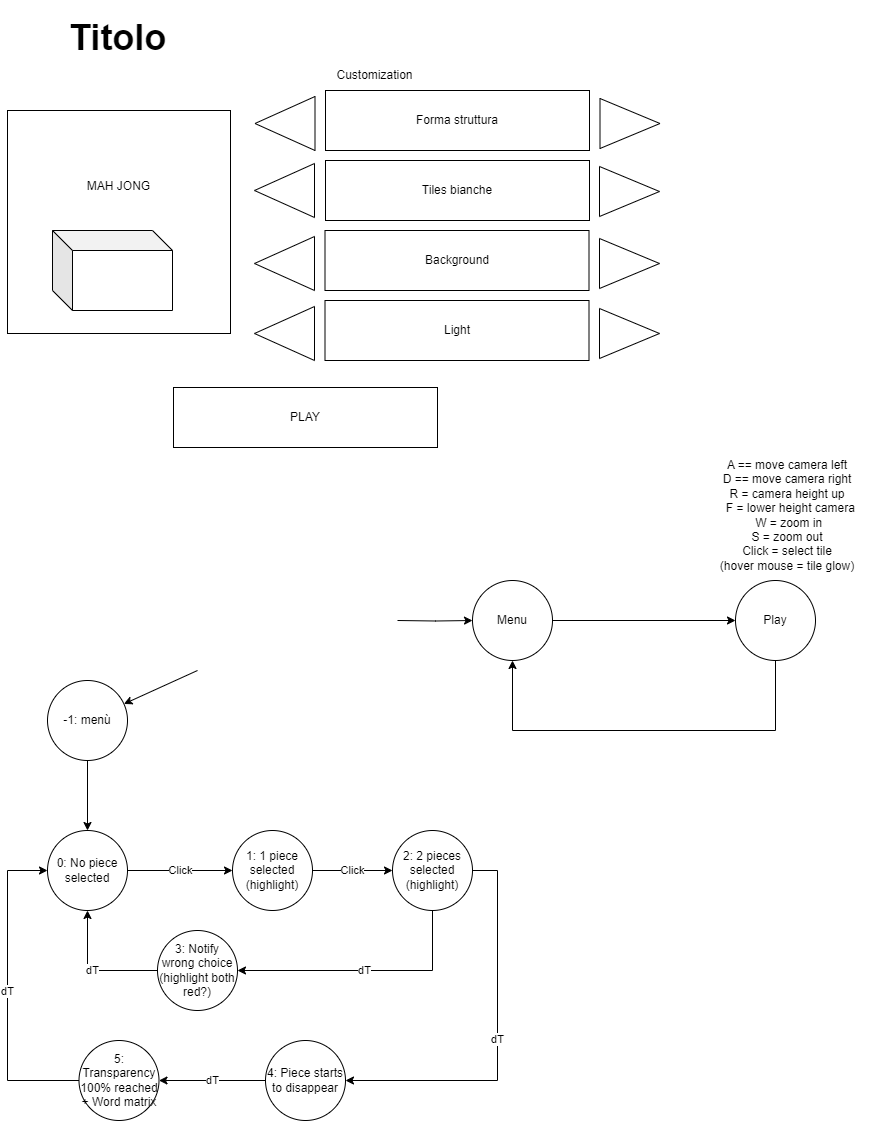 Titolo
Customization
Forma struttura
MAH JONG
Tiles bianche
Background
Light
PLAY
A == move camera left
D == move camera right
R = camera height up
F = lower height camera
W = zoom in
S = zoom out
Click = select tile
(hover mouse = tile glow)
Menu
Play
-1: menù
0: No piece
selected
Click
1: 1 piece
selected
(highlight)
Click
2: 2 pieces
selected
(highlight)
3: Notify
wrong choice
(highlight both
red?)
dT
dT
dT
dT
5:
Transparency
100% reached
+ Word matrix
dT
4: Piece starts
to disappear